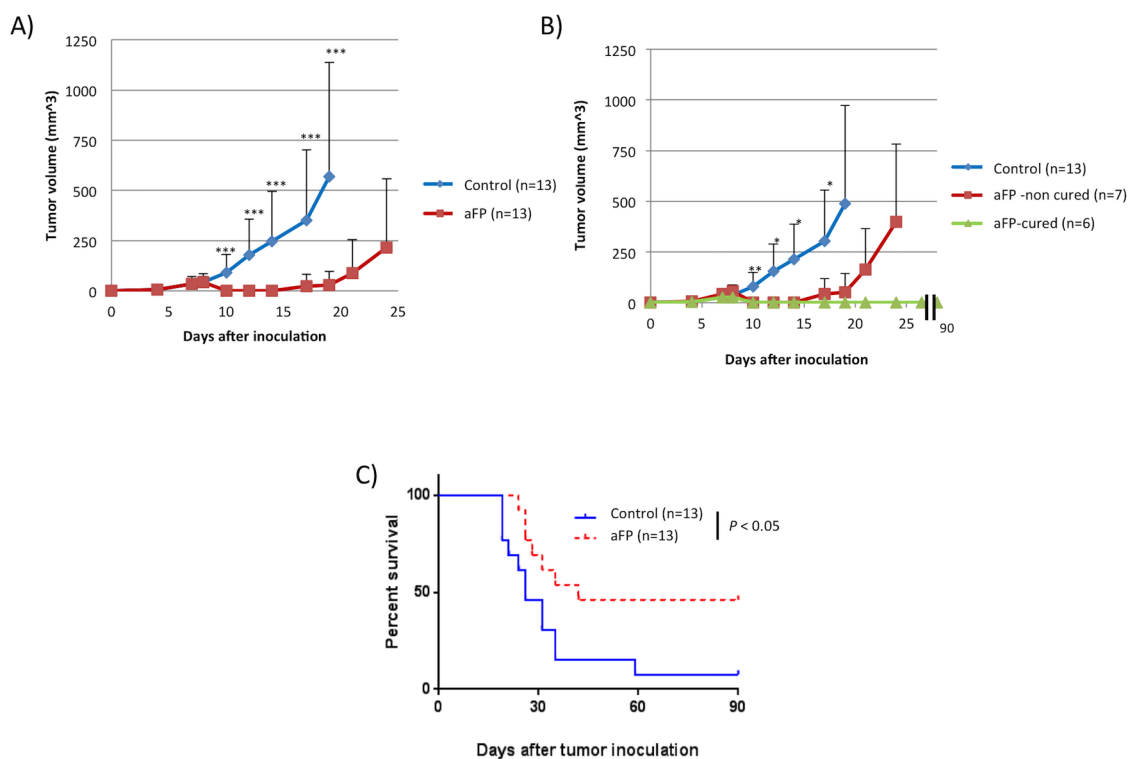 A)
1250
1000
750
500
250
0
Tumor volume (mm^3)
***
***
***
***
***
0 5 10 15 20 25
Days after inoculation
Control (n=13)
aFP (n=13)
B)
1250
1000
750
500
250
0
Tumor volume (mm^3)
**
*
*
*
0 5 10 15 20 25 90
Days after inoculation
Control (n=13)
aFP -non cured (n=7)
aFP-cured (n=6)
C)
100
50
0
Percent survival
Control (n=13)
aFP (n=13)
P < 0.05
0 30 60 90
Days after tumor inoculation